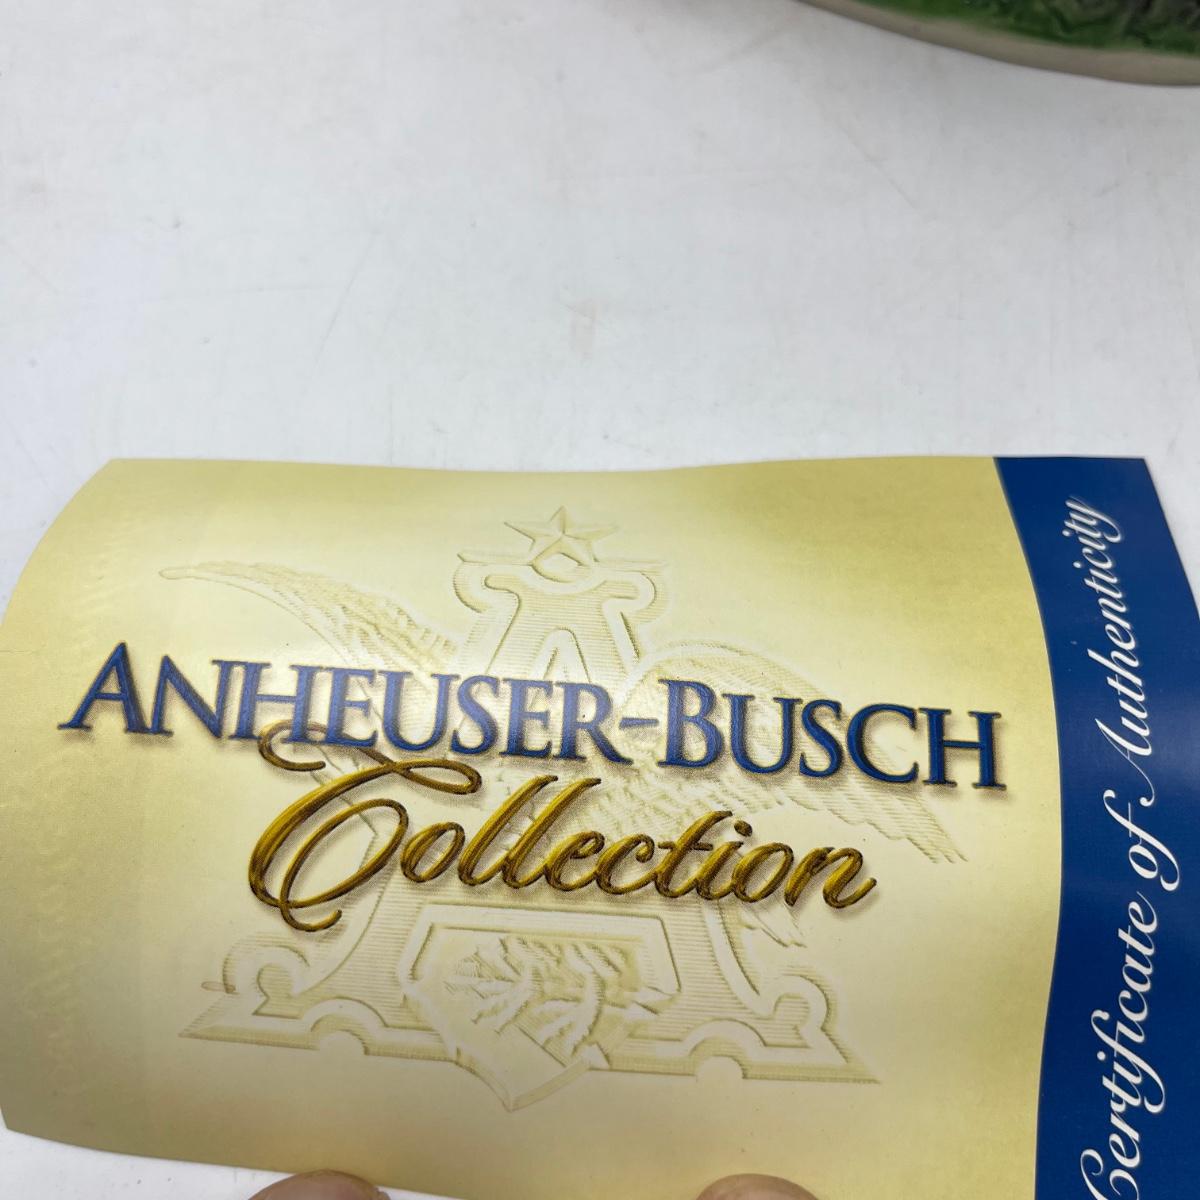 ANHEUSER-BUSCH
Collection
Certificate of Authenticity